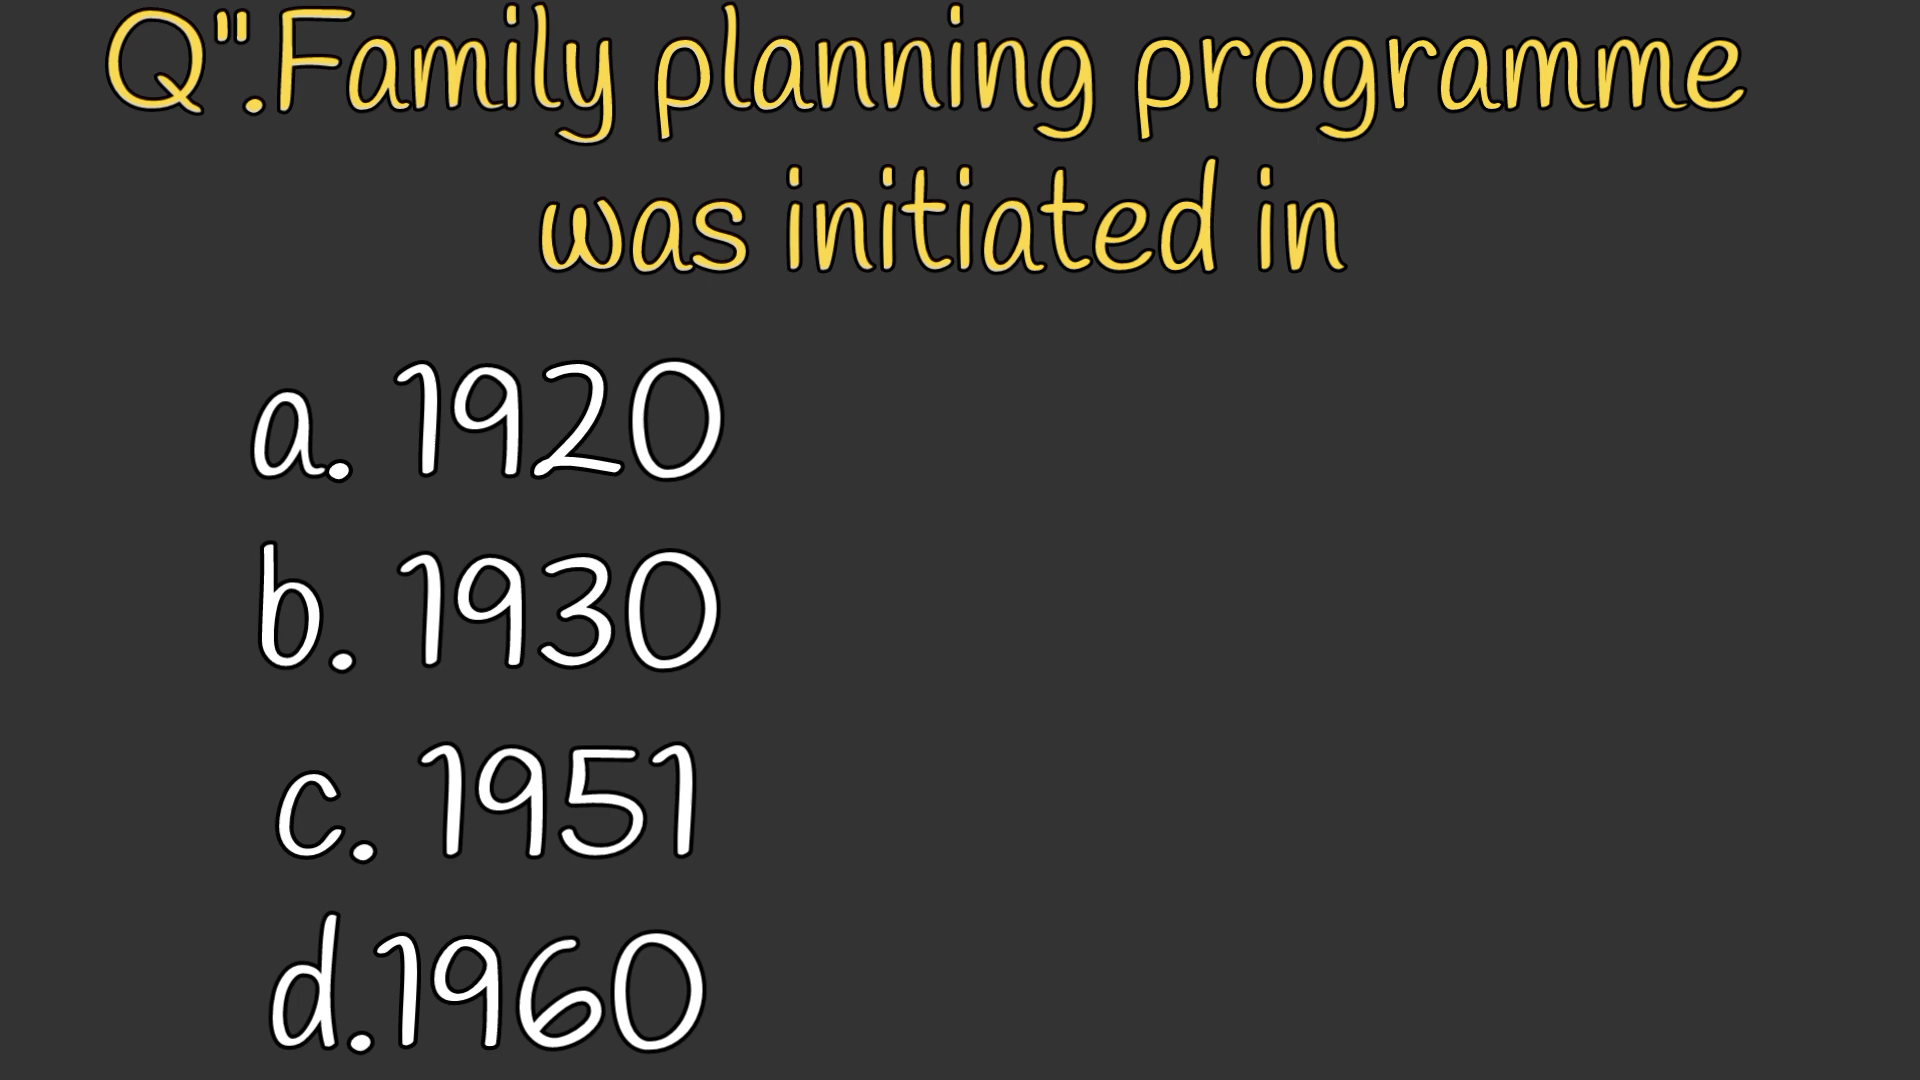 Q".Family planning programme
was initiated in
a. 1920
b. 1930
c. 1951
d.1960